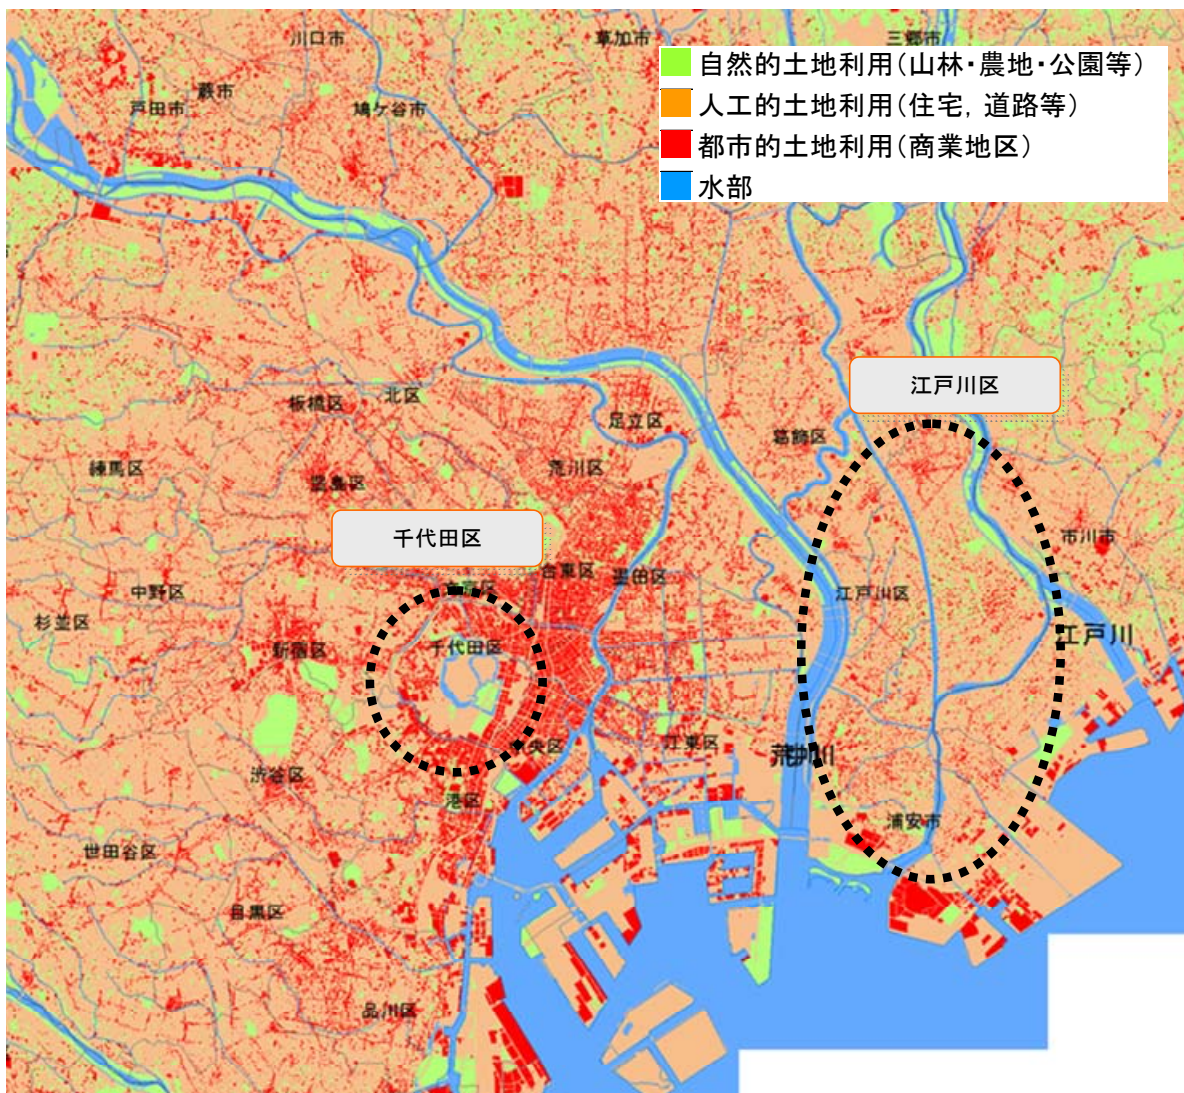 川口市
草加市
三郷市
自然的土地利用(山林・農地・公園等)
人工的土地利用(住宅, 道路等)
都市的土地利用(商業地区)
水部
蕨市
戸田市
鳩ケ谷市
江戸川区
北区
板橋区
足立区
葛飾区
練馬区
荒川区
豊島区
千代田区
市川市
台東区
墨田区
文京区
中野区
江戸川区
杉並区
江戸川
新宿区
千代田区
中央区
江東区
荒川
渋谷区
港区
浦安市
世田谷区
目黒区
品川区